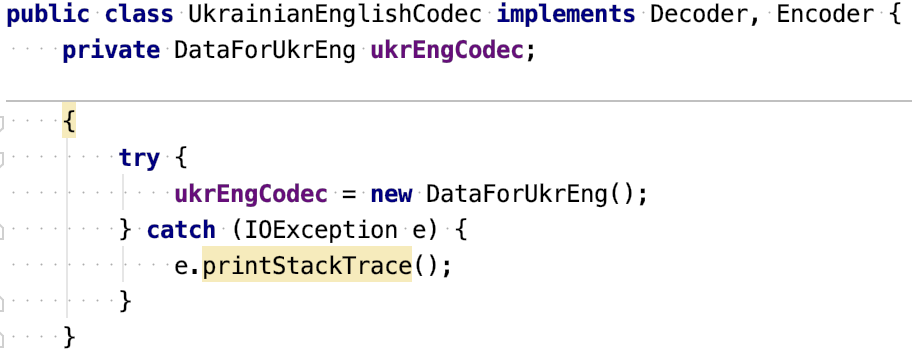 public class UkrainianEnglishCodec implements Decoder, Encoder {
    private DataForUkrEng ukrEngCodec;
    {
        try {
            ukrEngCodec = new DataForUkrEng();
        } catch (IOException e) {
            e.printStackTrace();
        }
    }